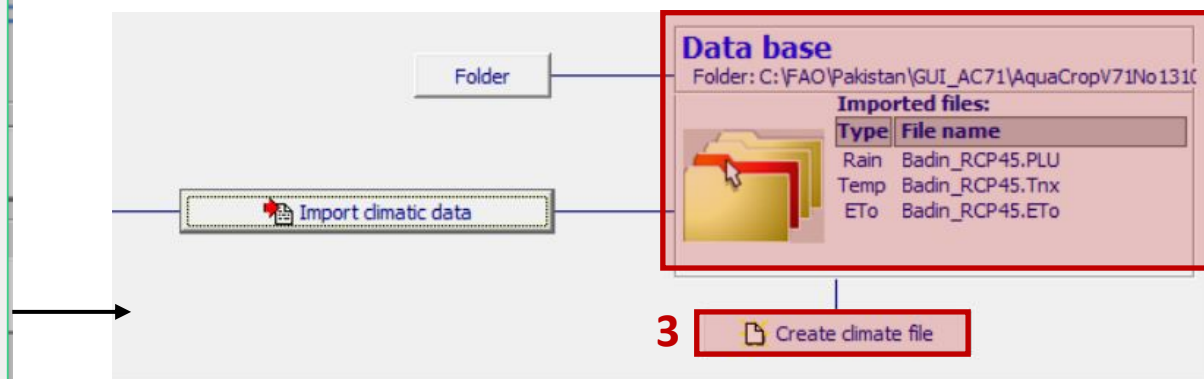 Data base
Folder
Folder: C:\FAO\Pakistan\GUI_AC71\AquaCropV71No1310
Imported files:
Type File name
Rain Badin_RCP45.PLU
Temp Badin_RCP45.Tnx
ETo Badin_RCP45.ETo
Import climatic data
3 Create climate file